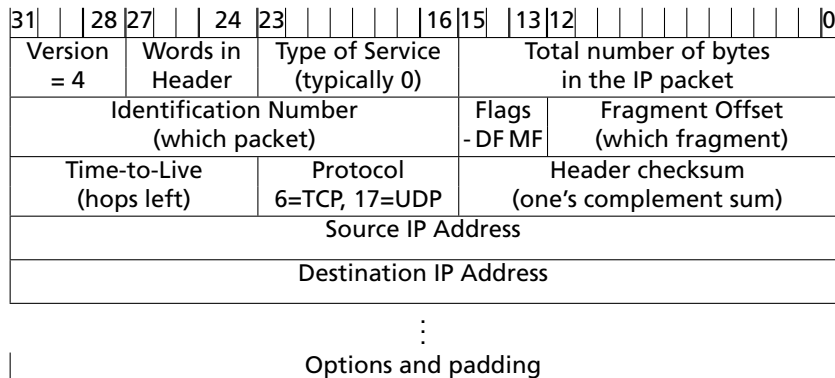 31 28 27 24 23 16 15 13 12 0
Version Words in Type of Service Total number of bytes
= 4 Header (typically 0) in the IP packet
Identification Number Flags Fragment Offset
(which packet) - DF MF (which fragment)
Time-to-Live Protocol Header checksum
(hops left) 6=TCP, 17=UDP (one’s complement sum)
Source IP Address
Destination IP Address
⋮
Options and padding